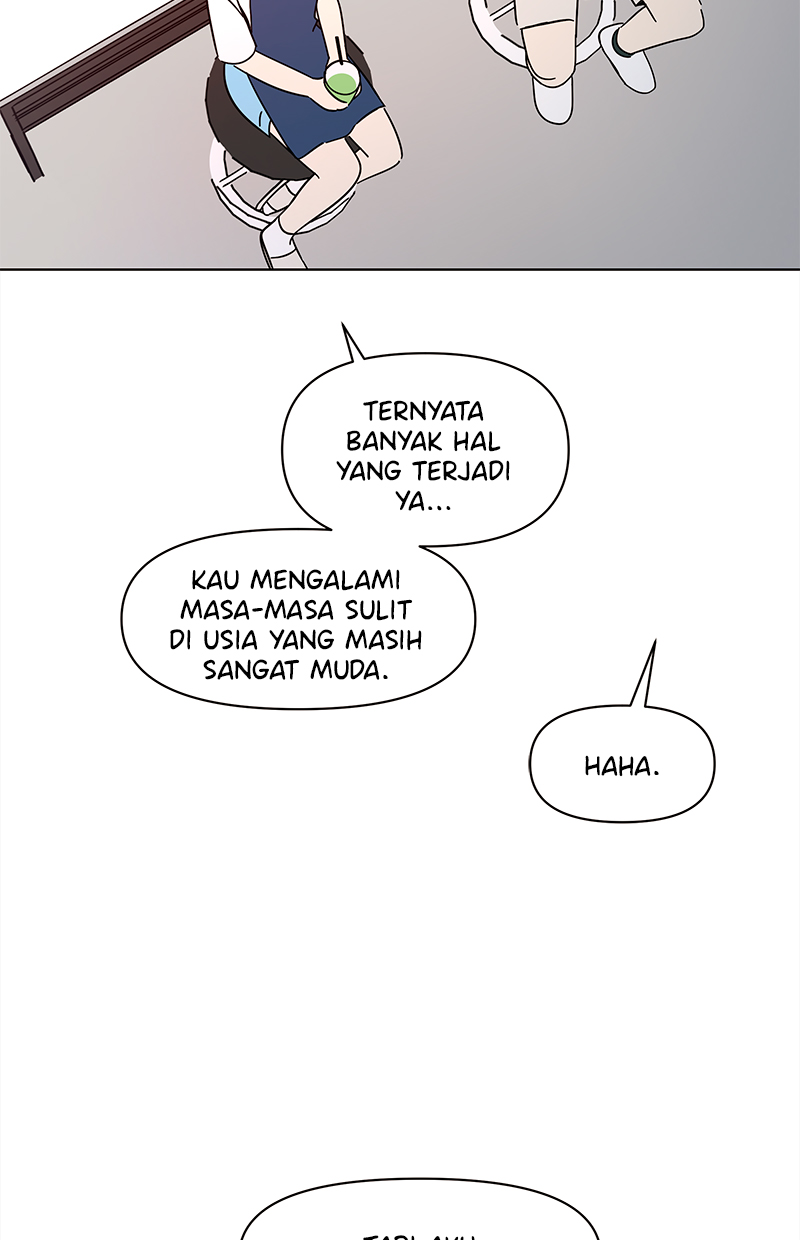 TERNYATA
BANYAK HAL
YANG TERJADI
YA...
KAU MENGALAMI
MASA-MASA SULIT
DI USIA YANG MASIH
SANGAT MUDA.
HAHA.